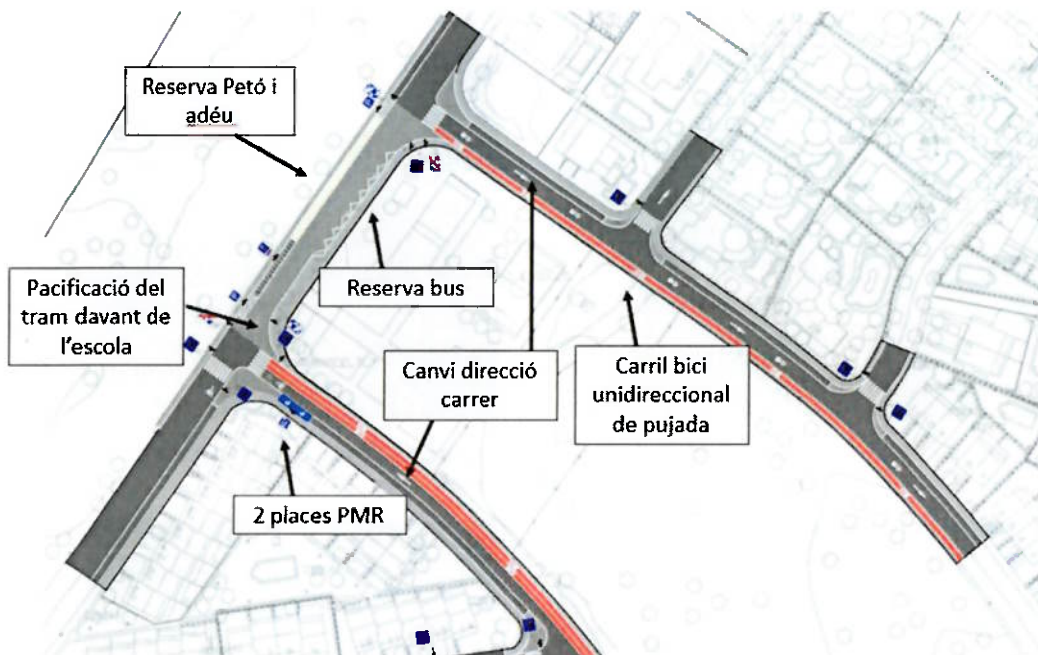 Reserva Petó i
adéu
Pacificació del
tram davant de
l'escola
Reserva bus
Canvi direcció
carrer
Carril bici
unidireccional
de pujada
2 places PMR